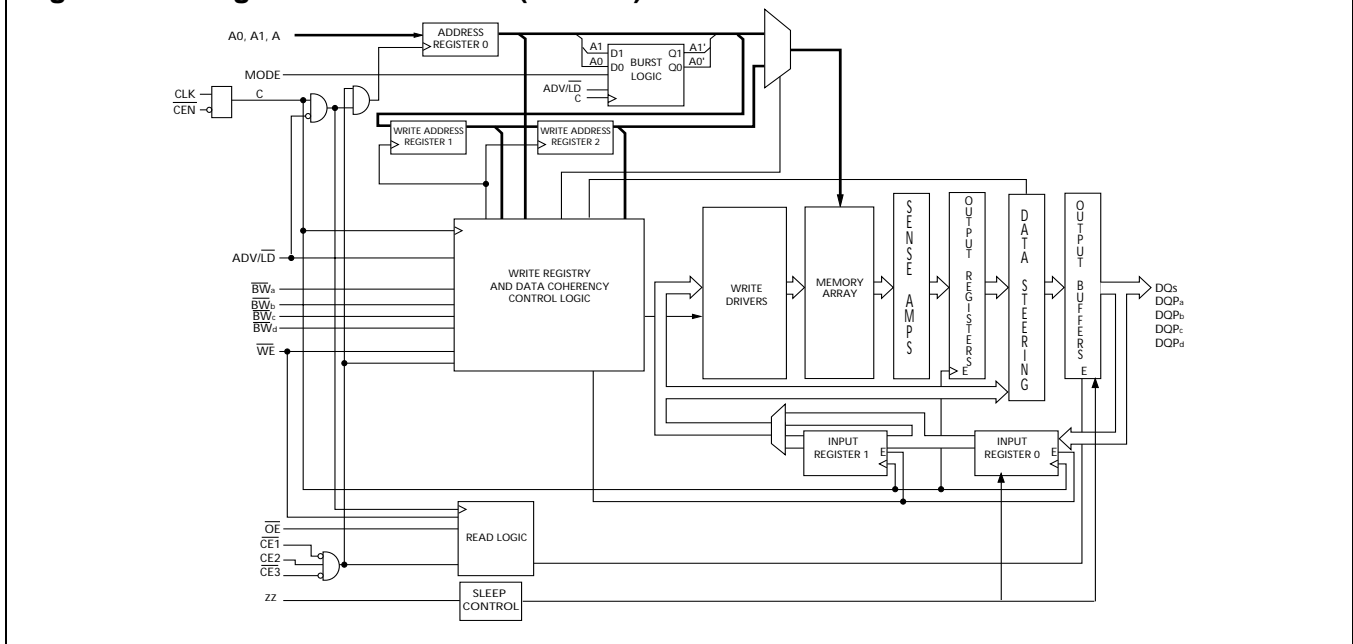 A0, A1, A
ADDRESS
REGISTER 0
A1
A0
D1
D0
BURST
LOGIC
Q1
Q0
A1'
A0'
MODE
ADV/LD
C
CLK
CEN
C
WRITE ADDRESS
REGISTER 1
WRITE ADDRESS
REGISTER 2
ADV/LD
BWa
BWb
BWc
BWd
WE
WRITE REGISTRY
AND DATA COHERENCY
CONTROL LOGIC
WRITE
DRIVERS
MEMORY
ARRAY
SENSE AMPS
OUTPUT REGISTERS
E
DATA STEERING
OUTPUT BUFFERS
E
DQs
DQPa
DQPb
DQPc
DQPd
INPUT
REGISTER 1
E
INPUT
REGISTER 0
E
OE
CE1
CE2
CE3
READ LOGIC
ZZ
SLEEP
CONTROL